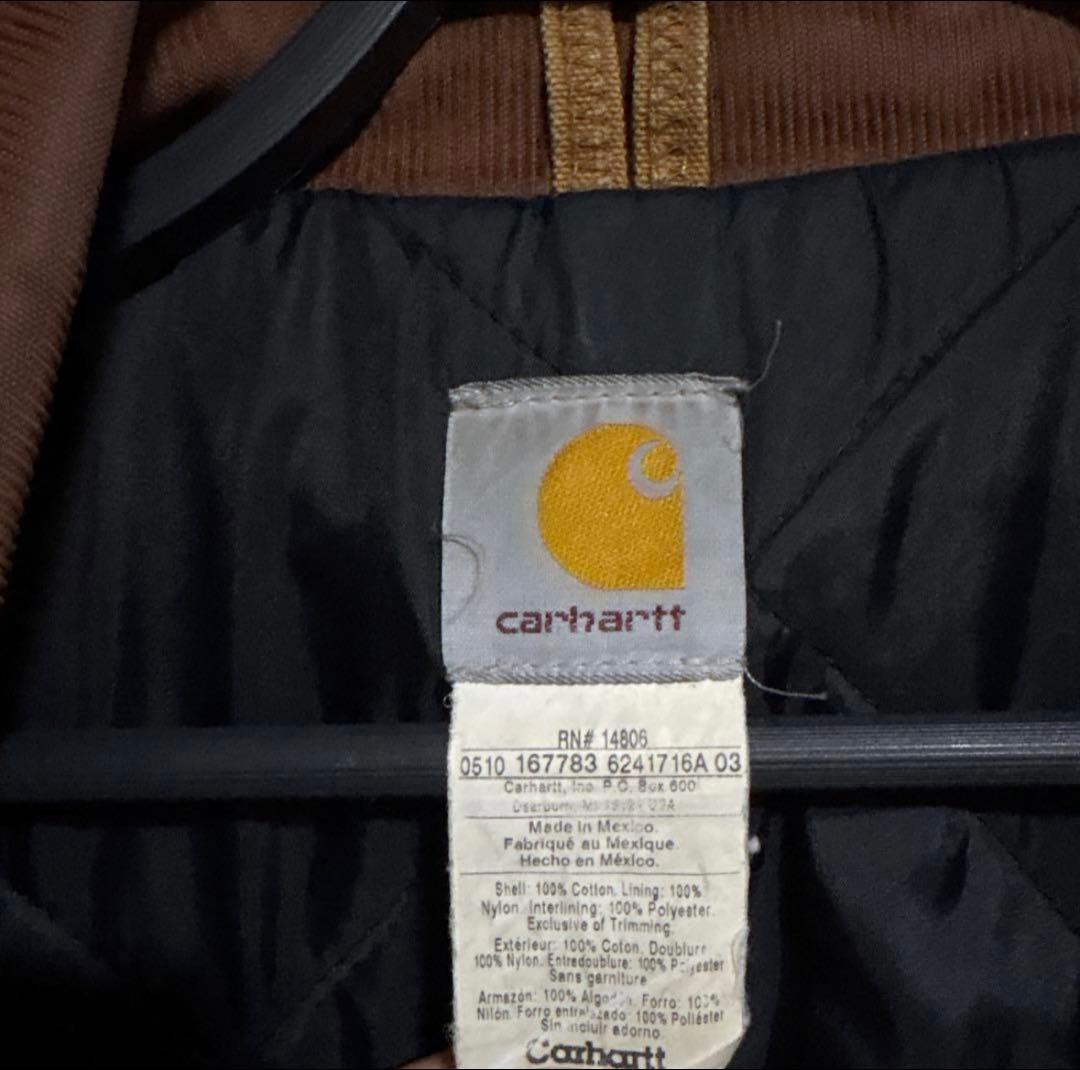 carhartt
RN# 14806
0510 167783 6241716A 03
Carhartt, Inc. P.O. Box 600
Dearborn, USA
Made in Mexico.
Fabriqué au Mexique.
Hecho en México.
Shell: 100% Cotton. Lining: 100%
Nylon. Interlining: 100% Polyester.
Exclusive of Trimming.
Extérieur: 100% Coton. Doublure
100% Nylon. Entredoublure: 100% Polyester
Sans garniture
Armazón: 100% Algodón. Forro: 100%
Nilón. Forro entrelazado: 100% Poliéster
Sin incluir adorno.
Carhartt